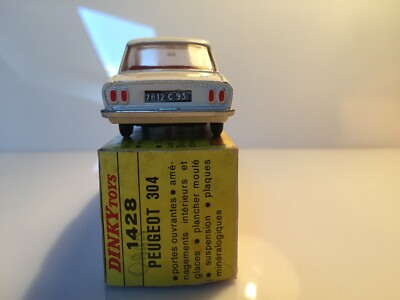 7612 C 95
DINKY TOYS
1428
PEUGEOT 304
• portes ouvrantes • amé-
nagements intérieurs et
glaces • plancher moulé
• suspension • plaques
minéralogiques